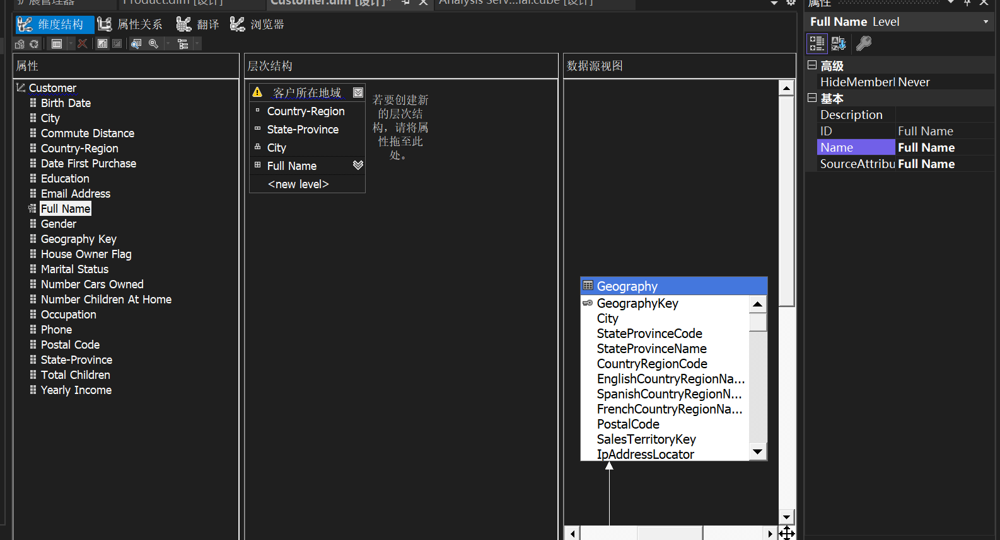 扩展管理器
Product.dim [设计]
Customer.dim [设计]*
Analysis Serv...ial.cube [设计]
维度结构
属性关系
翻译
浏览器
属性
Customer
Birth Date
City
Commute Distance
Country-Region
Date First Purchase
Education
Email Address
Full Name
Gender
Geography Key
House Owner Flag
Marital Status
Number Cars Owned
Number Children At Home
Occupation
Phone
Postal Code
State-Province
Total Children
Yearly Income
层次结构
客户所在地域
Country-Region
State-Province
City
Full Name
<new level>
若要创建新
的层次结
构，请将属
性拖至此
处。
数据源视图
Geography
GeographyKey
City
StateProvinceCode
StateProvinceName
CountryRegionCode
EnglishCountryRegionNa...
SpanishCountryRegionN...
FrenchCountryRegionNa...
PostalCode
SalesTerritoryKey
IpAddressLocator
属性
Full Name Level
高级
HideMemberI Never
基本
Description
ID Full Name
Name Full Name
SourceAttribu Full Name